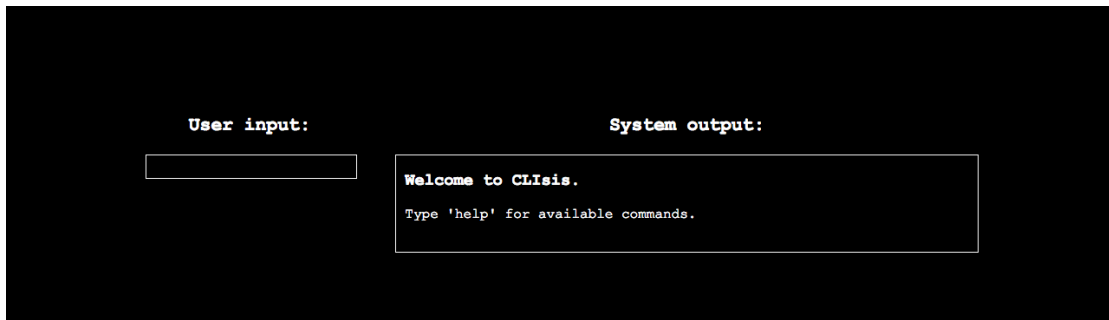 User input:
System output:
Welcome to CLIsis.
Type 'help' for available commands.